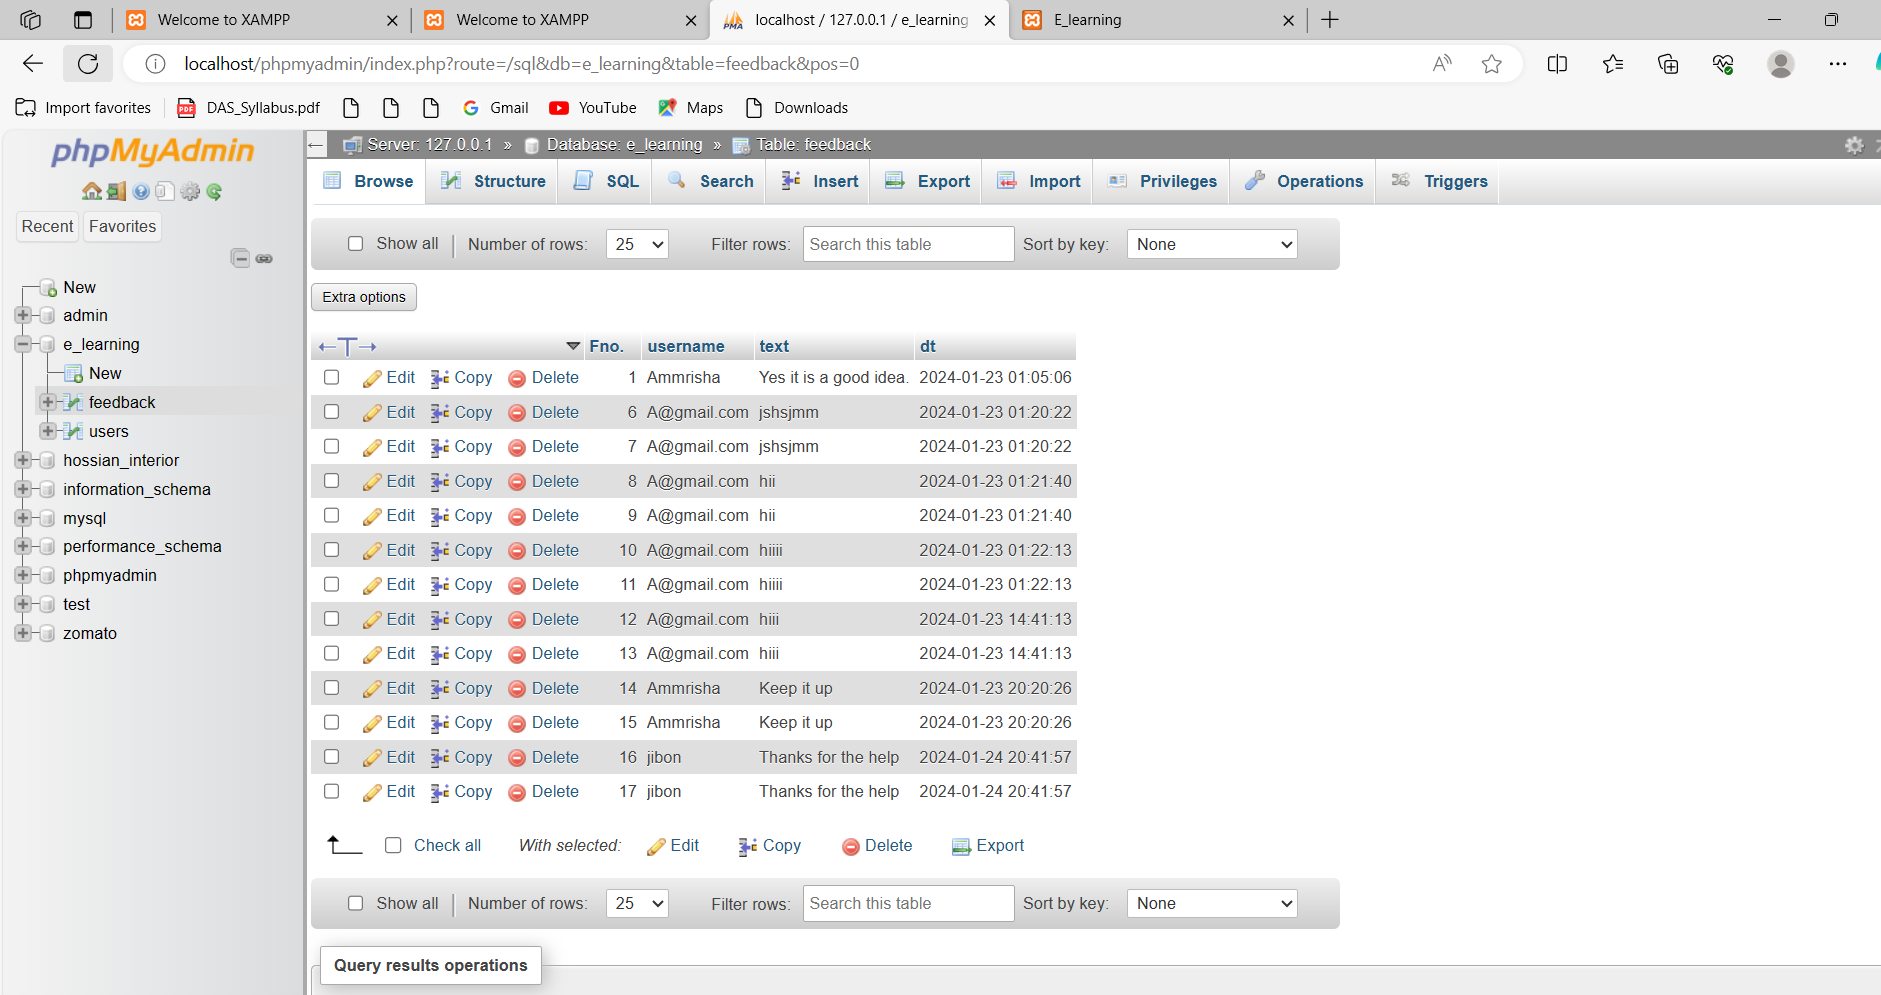 Welcome to XAMPP
Welcome to XAMPP
localhost / 127.0.0.1 / e_learning
E_learning
localhost/phpmyadmin/index.php?route=/sql&db=e_learning&table=feedback&pos=0
Import favorites
DAS_Syllabus.pdf
Gmail
YouTube
Maps
Downloads
phpMyAdmin
Recent
Favorites
New
admin
e_learning
New
feedback
users
hossian_interior
information_schema
mysql
performance_schema
phpmyadmin
test
zomato
Server: 127.0.0.1 » Database: e_learning » Table: feedback
Browse Structure SQL Search Insert Export Import Privileges Operations Triggers
Show all Number of rows: 25 Filter rows: Search this table Sort by key: None
Extra options
Fno. username text dt
Edit Copy Delete 1 Ammrisha Yes it is a good idea. 2024-01-23 01:05:06
Edit Copy Delete 6 A@gmail.com jshsjmm 2024-01-23 01:20:22
Edit Copy Delete 7 A@gmail.com jshsjmm 2024-01-23 01:20:22
Edit Copy Delete 8 A@gmail.com hii 2024-01-23 01:21:40
Edit Copy Delete 9 A@gmail.com hii 2024-01-23 01:21:40
Edit Copy Delete 10 A@gmail.com hiiii 2024-01-23 01:22:13
Edit Copy Delete 11 A@gmail.com hiiii 2024-01-23 01:22:13
Edit Copy Delete 12 A@gmail.com hiii 2024-01-23 14:41:13
Edit Copy Delete 13 A@gmail.com hiii 2024-01-23 14:41:13
Edit Copy Delete 14 Ammrisha Keep it up 2024-01-23 20:20:26
Edit Copy Delete 15 Ammrisha Keep it up 2024-01-23 20:20:26
Edit Copy Delete 16 jibon Thanks for the help 2024-01-24 20:41:57
Edit Copy Delete 17 jibon Thanks for the help 2024-01-24 20:41:57
Check all With selected: Edit Copy Delete Export
Show all Number of rows: 25 Filter rows: Search this table Sort by key: None
Query results operations